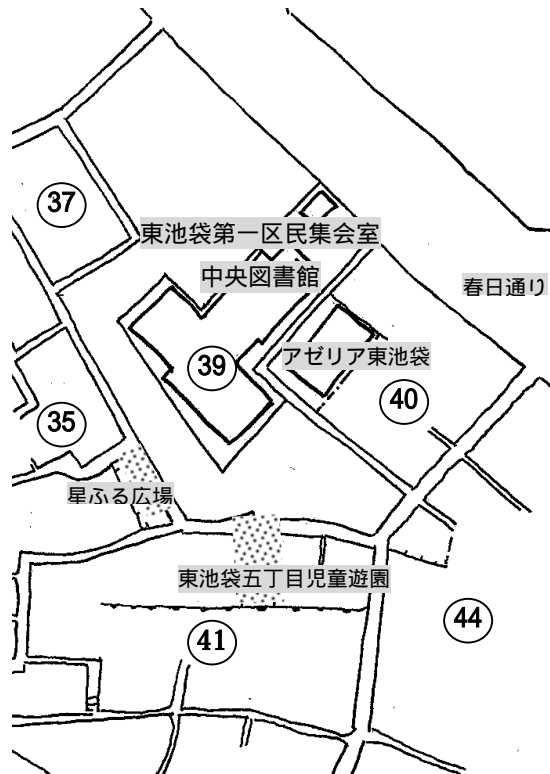 37
東池袋第一区民集会室
中央図書館
春日通り
アゼリア東池袋
39
40
35
星ふる広場
東池袋五丁目児童遊園
44
41